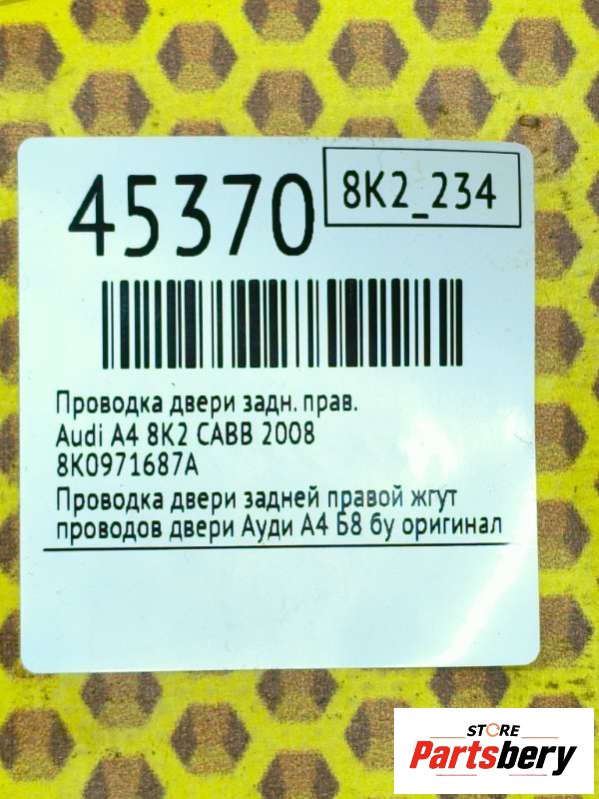 45370
8K2_234
Проводка двери задн. прав.
Audi A4 8K2 CABB 2008
8K0971687A
Проводка двери задней правой жгут
проводов двери Ауди А4 Б8 бу оригинал
STORE
Partsbery